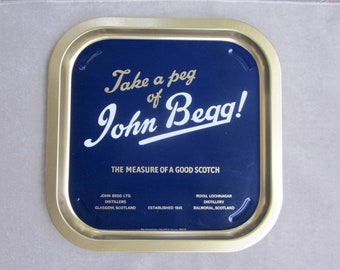 Take a peg
of
John Begg!
THE MEASURE OF A GOOD SCOTCH
JOHN BEGG LTD.
DISTILLERS
GLASGOW, SCOTLAND
ESTABLISHED 1845
ROYAL LOCHNAGAR
DISTILLERY
BALMORAL, SCOTLAND